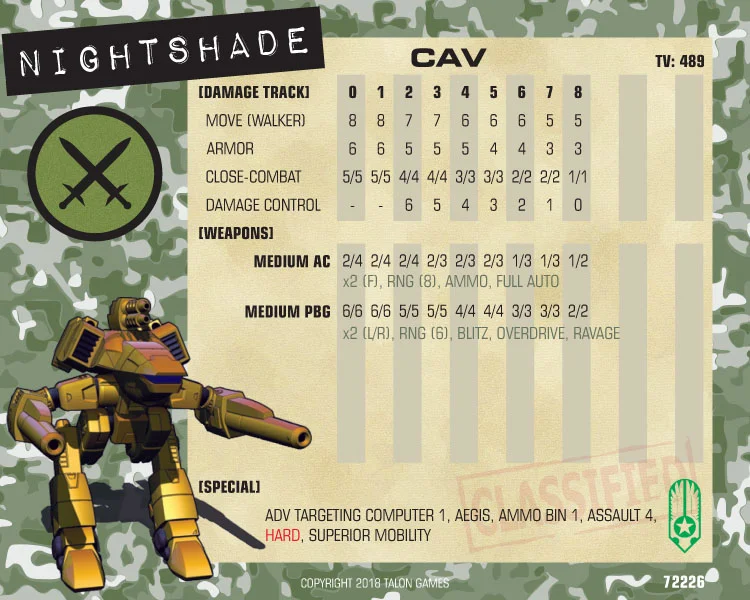 NIGHTSHADE
CAV
TV: 489
[DAMAGE TRACK] 0 1 2 3 4 5 6 7 8
MOVE (WALKER) 8 8 7 7 6 6 6 5 5
ARMOR 6 6 5 5 5 4 4 3 3
CLOSE-COMBAT 5/5 5/5 4/4 4/4 3/3 3/3 2/2 2/2 1/1
DAMAGE CONTROL - - 6 5 4 3 2 1 0
[WEAPONS]
MEDIUM AC 2/4 2/4 2/4 2/3 2/3 2/3 1/3 1/3 1/2
x2 (F), RNG (8), AMMO, FULL AUTO
MEDIUM PBG 6/6 6/6 5/5 5/5 4/4 4/4 3/3 3/3 2/2
x2 (L/R), RNG (6), BLITZ, OVERDRIVE, RAVAGE
[SPECIAL]
CLASSIFIED
ADV TARGETING COMPUTER 1, AEGIS, AMMO BIN 1, ASSAULT 4,
HARD, SUPERIOR MOBILITY
COPYRIGHT 2018 TALON GAMES
72226